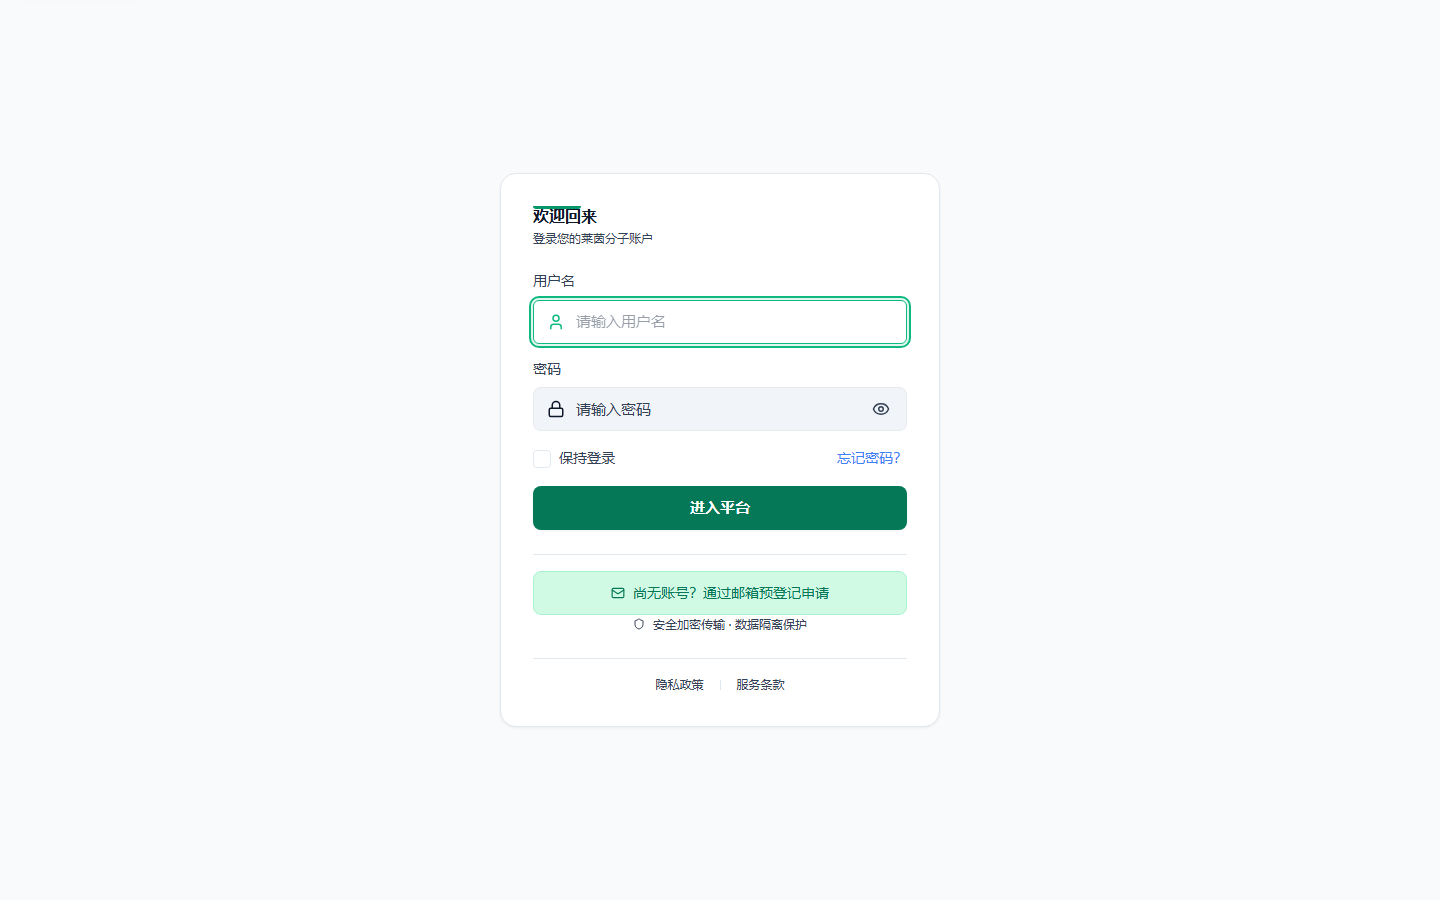 欢迎回来
登录您的莱茵分子账户
用户名
请输入用户名
密码
请输入密码
保持登录 忘记密码？
进入平台
尚无账号？通过邮箱预登记申请
安全加密传输 · 数据隔离保护
隐私政策 服务条款